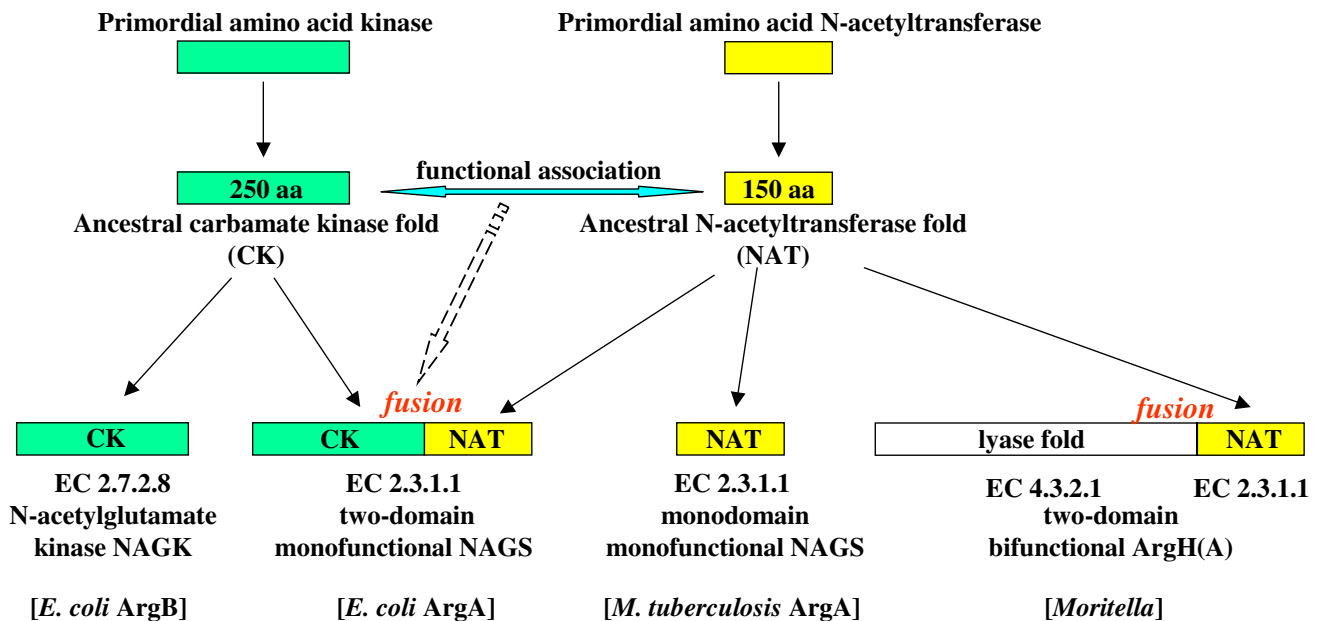 Primordial amino acid kinase
Primordial amino acid N-acetyltransferase
functional association
250 aa
150 aa
Ancestral carbamate kinase fold
(CK)
Ancestral N-acetyltransferase fold
(NAT)
fusion
fusion
CK
CK
NAT
NAT
lyase fold
NAT
EC 2.7.2.8
N-acetylglutamate
kinase NAGK
[E. coli ArgB]
EC 2.3.1.1
two-domain
monofunctional NAGS
[E. coli ArgA]
EC 2.3.1.1
monodomain
monofunctional NAGS
[M. tuberculosis ArgA]
EC 4.3.2.1
EC 2.3.1.1
two-domain
bifunctional ArgH(A)
[Moritella]